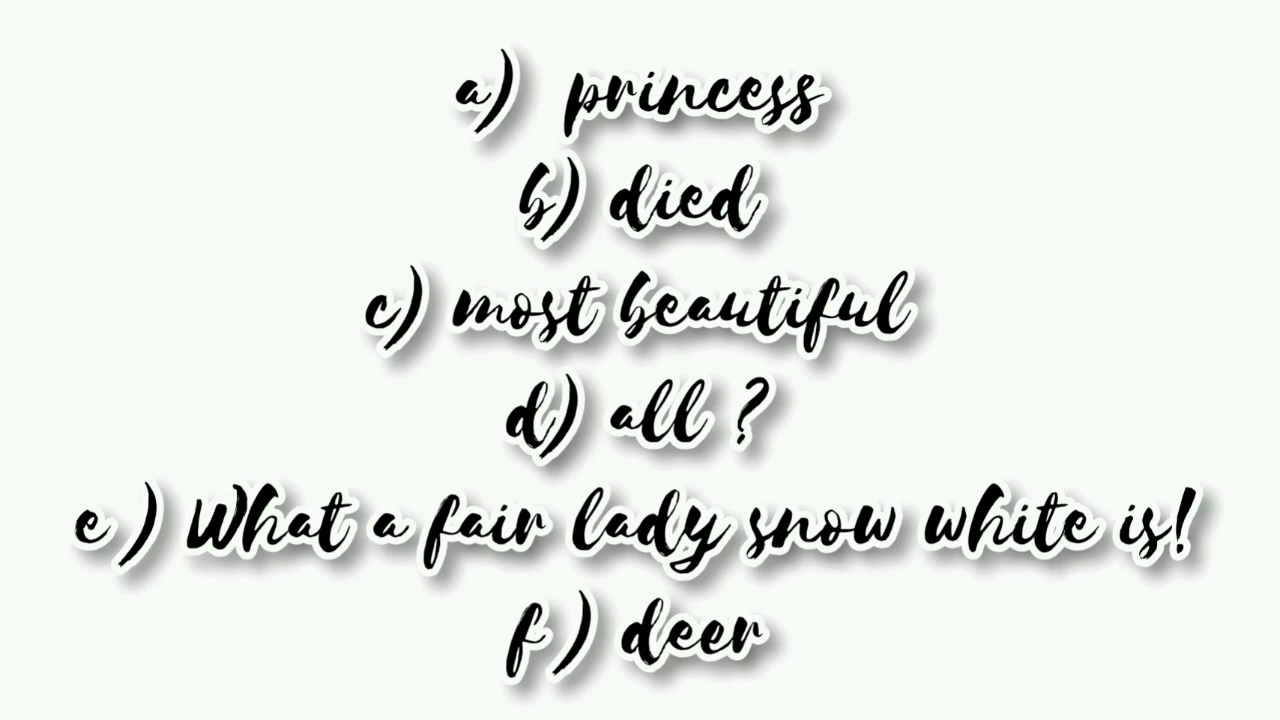 a) princess
b) died
c) most beautiful
d) all ?
e ) What a fair lady snow white is!
f ) deer